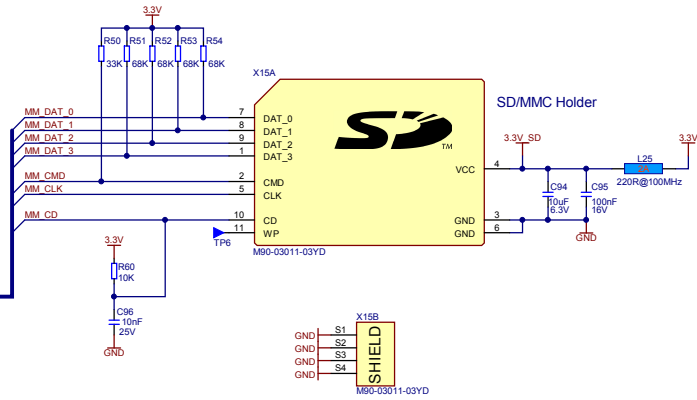 3.3V
R50 R51 R52 R53 R54
33K 68K 68K 68K 68K
X15A
SD/MMC Holder
SD
TM
MM_DAT_0 7 DAT_0
MM_DAT_1 8 DAT_1
MM_DAT_2 9 DAT_2
MM_DAT_3 1 DAT_3
MM_CMD 2 CMD
MM_CLK 5 CLK
MM_CD 10 CD
TP6 11 WP
M90-03011-03YD
VCC 4
GND 3
GND 6
3.3V_SD
L25
220R@100MHz
3.3V
C94
10uF
6.3V
C95
100nF
16V
GND
3.3V
R60
10K
C96
10nF
25V
GND
X15B
GND S1
GND S2
GND S3
GND S4
SHIELD
M90-03011-03YD